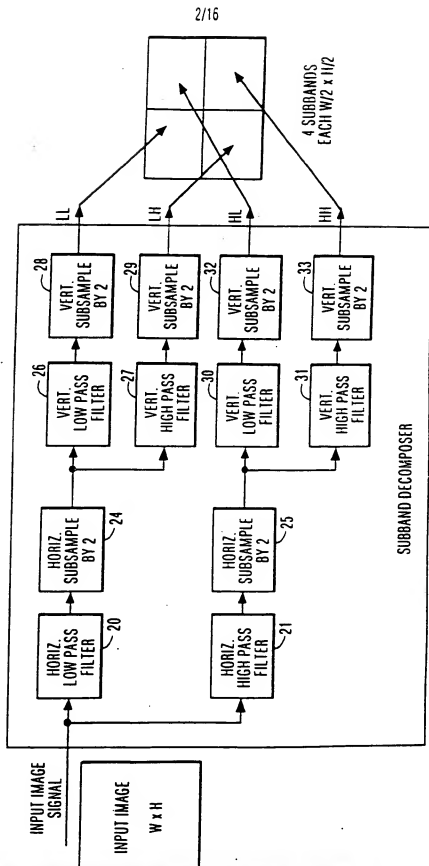 2/16
INPUT IMAGE
SIGNAL
INPUT IMAGE
W x H
HORIZ.
LOW PASS
FILTER
20
HORIZ.
SUBSAMPLE
BY 2
24
HORIZ.
HIGH PASS
FILTER
21
HORIZ.
SUBSAMPLE
BY 2
25
VERT.
LOW PASS
FILTER
26
VERT.
SUBSAMPLE
BY 2
28
LL
VERT.
HIGH PASS
FILTER
27
VERT.
SUBSAMPLE
BY 2
29
LH
VERT.
LOW PASS
FILTER
30
VERT.
SUBSAMPLE
BY 2
32
HL
VERT.
HIGH PASS
FILTER
31
VERT.
SUBSAMPLE
BY 2
33
HH
SUBBAND DECOMPOSER
4 SUBBANDS
EACH W/2 x H/2